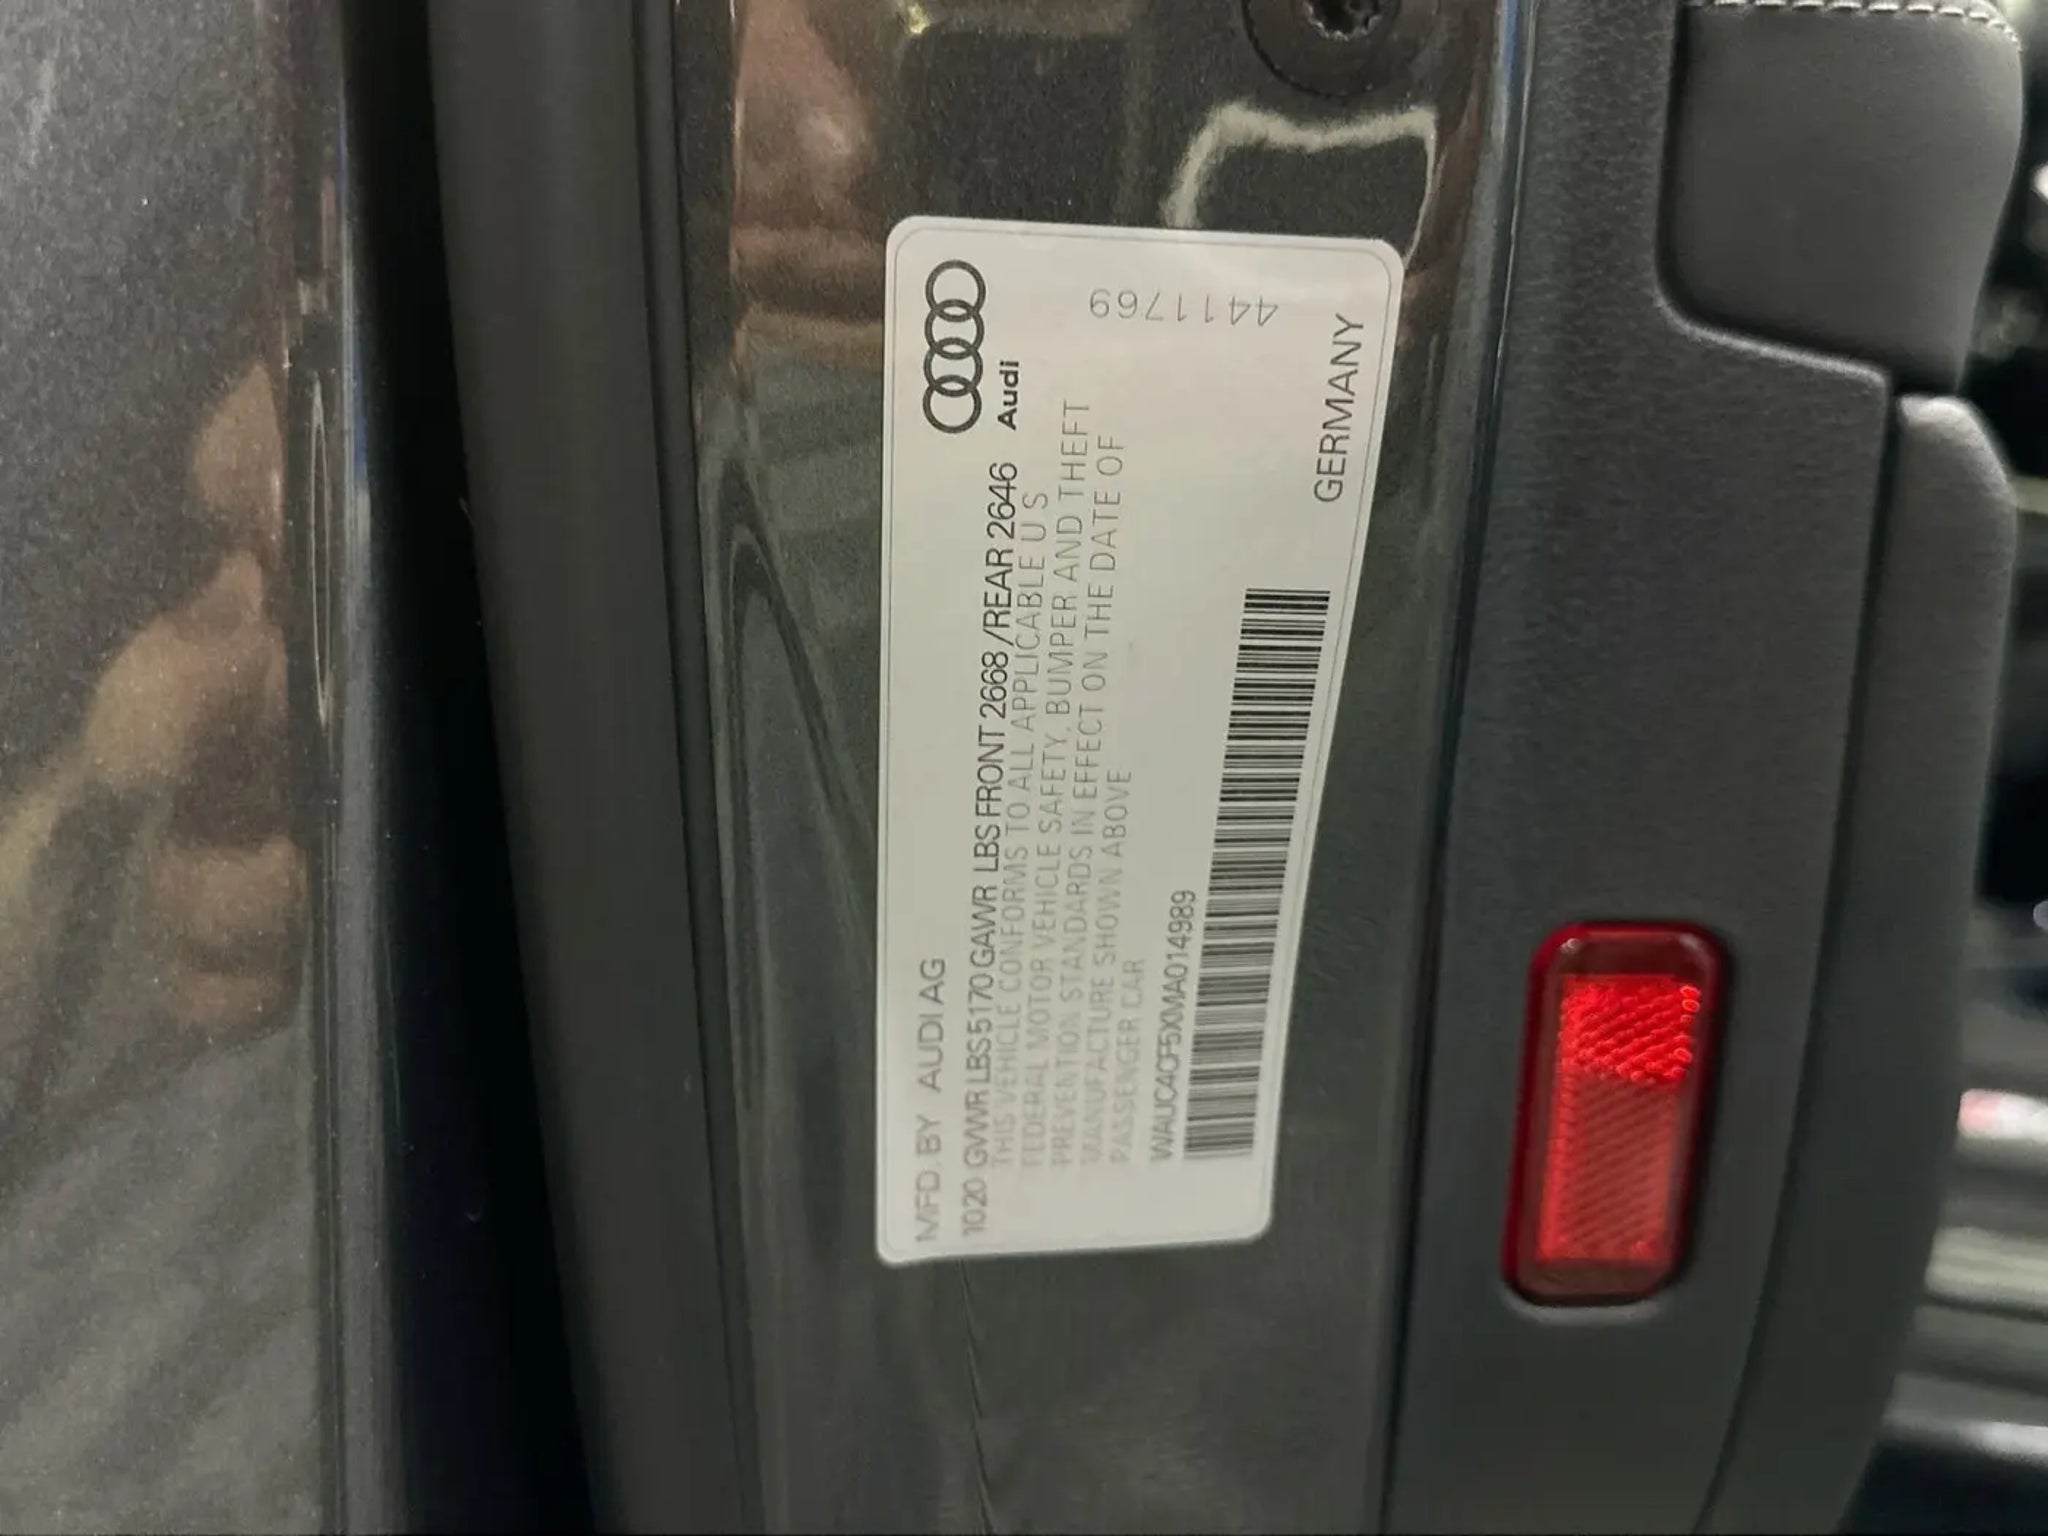 MFD. BY AUDI AG
Audi
1020 GVWR LBS 5170 GAWR LBS FRONT 2668 /REAR 2646
THIS VEHICLE CONFORMS TO ALL APPLICABLE U S
FEDERAL MOTOR VEHICLE SAFETY, BUMPER AND THEFT
PREVENTION STANDARDS IN EFFECT ON THE DATE OF
MANUFACTURE SHOWN ABOVE
PASSENGER CAR
WAUC4CF5XMA014989
4411769
GERMANY